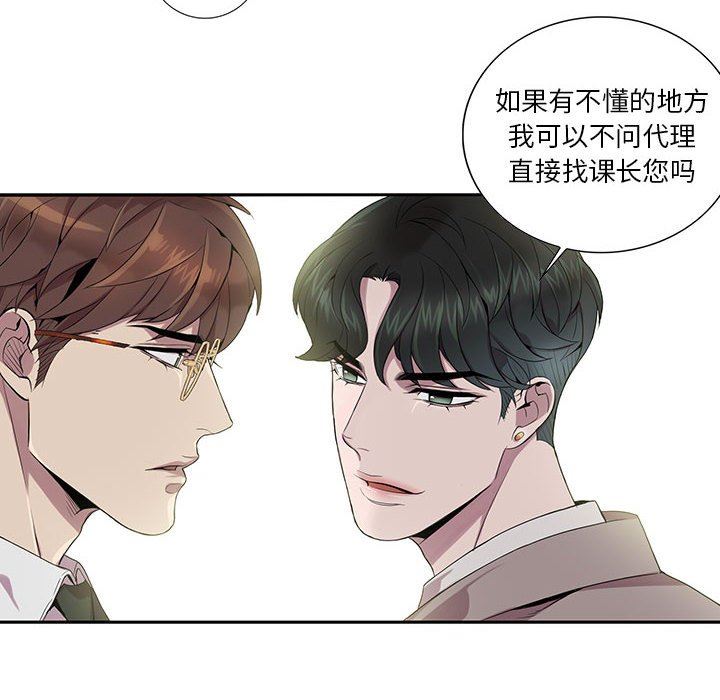 如果有不懂的地方
我可以不问代理
直接找课长您吗